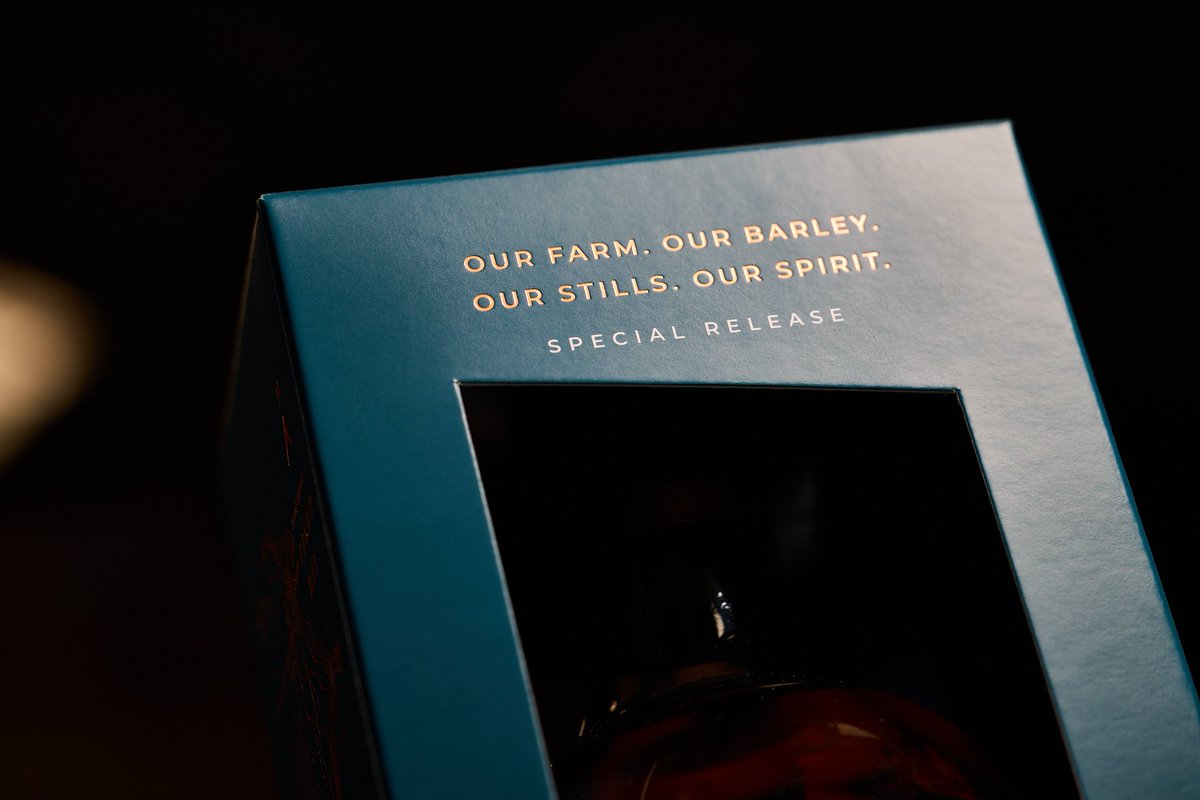 OUR FARM. OUR BARLEY.
OUR STILLS. OUR SPIRIT.
SPECIAL RELEASE